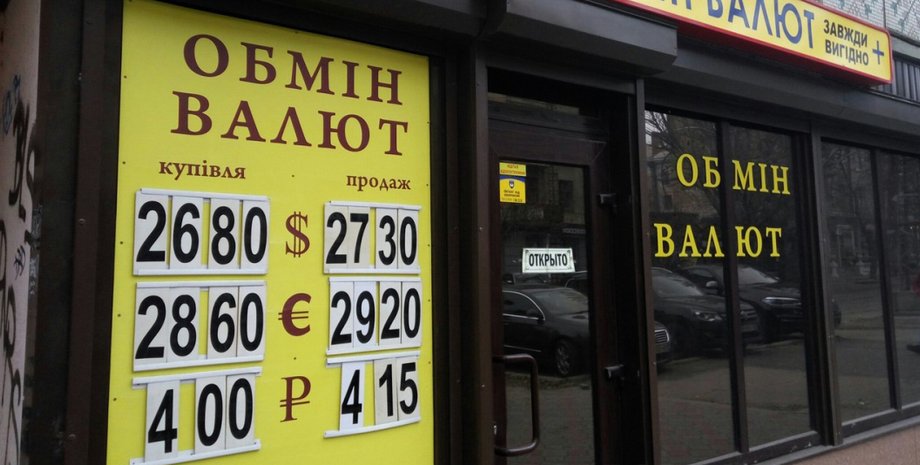 ОБМІН
ВАЛЮТ
купівля продаж
2680 $ 2730
2860 € 2920
400 ₽ 415
ВАЛЮТ
ЗАВЖДИ
ВИГІДНО +
ОТКРЫТО
ОБМІН
ВАЛЮТ